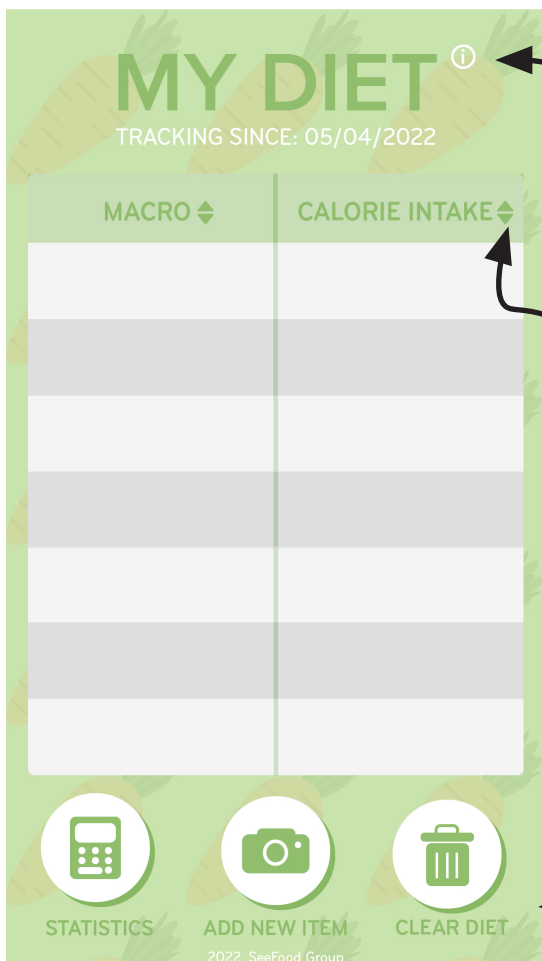 MY DIET
TRACKING SINCE: 05/04/2022
MACRO CALORIE INTAKE
STATISTICS ADD NEW ITEM CLEAR DIET
2022, SeeFood Group